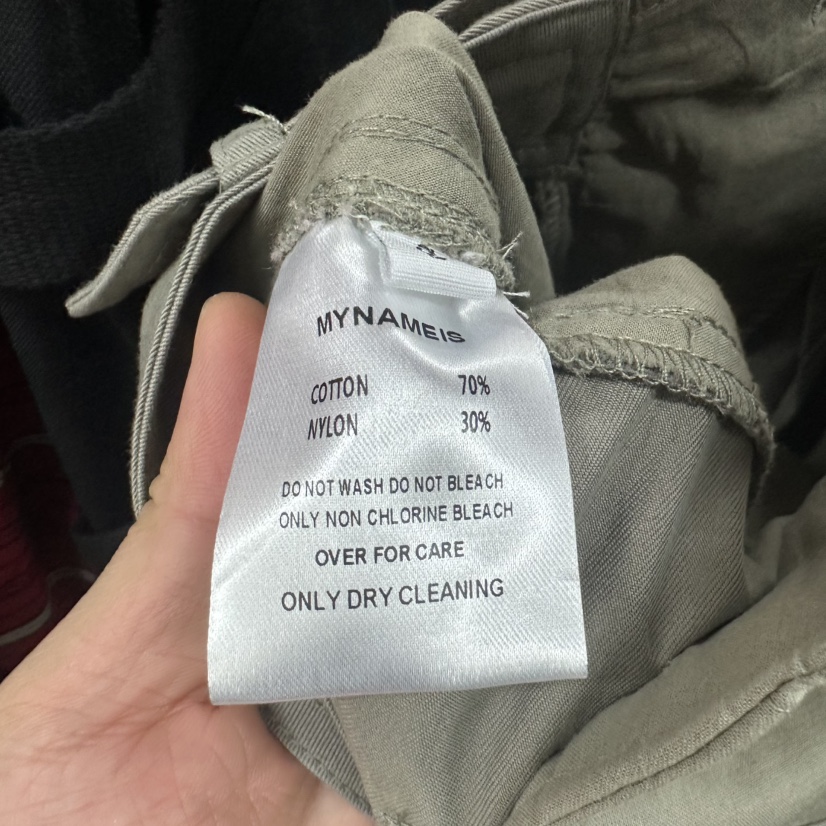 MYNAMEIS
COTTON 70%
NYLON 30%
DO NOT WASH DO NOT BLEACH
ONLY NON CHLORINE BLEACH
OVER FOR CARE
ONLY DRY CLEANING